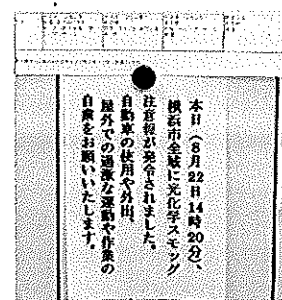 本日（8月22日14時20分）、
横浜市全域に光化学スモッグ
注意報が発令されました。
自動車の使用や外出、
屋外での過激な運動や作業の
自粛をお願いいたします。